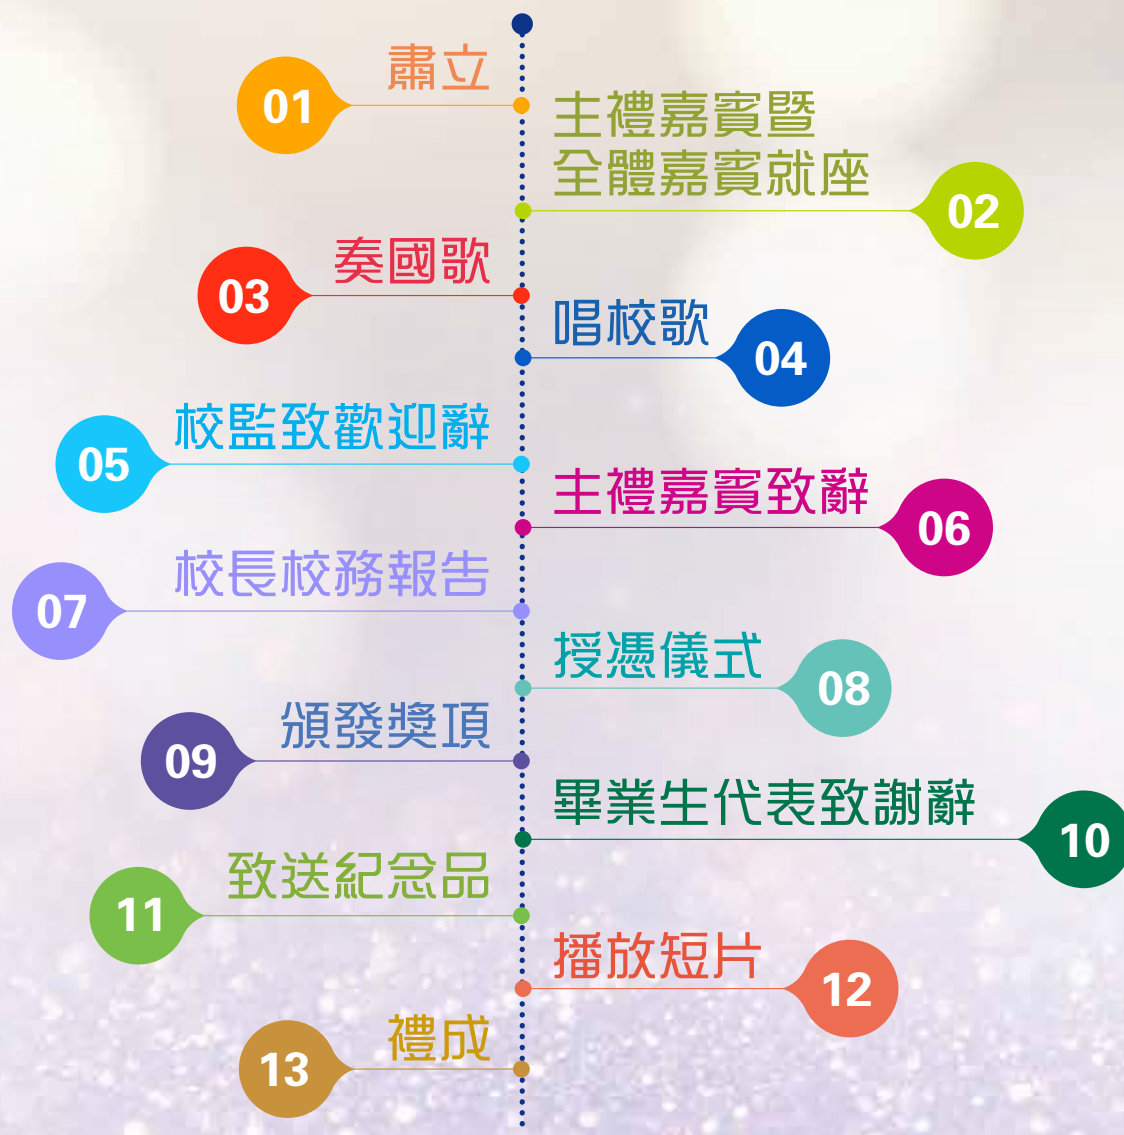 肅立
01
主禮嘉賓暨
全體嘉賓就座
02
奏國歌
03
唱校歌
04
校監致歡迎辭
05
主禮嘉賓致辭
06
校長校務報告
07
授憑儀式
08
頒發獎項
09
畢業生代表致謝辭
10
致送紀念品
11
播放短片
12
禮成
13